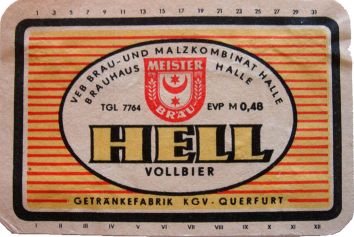 1 3 5 7 9 11 13 15 17 19 21 23 25 27 29 31
VEB BRAU-UND MALZKOMBINAT HALLE
BRAUHAUS HALLE
MEISTER
BRÄU
TGL 7764 EVP M 0,48
HELL
VOLLBIER
GETRÄNKEFABRIK KGV-QUERFURT
I II III IV V VI VII VIII IX X XI XII